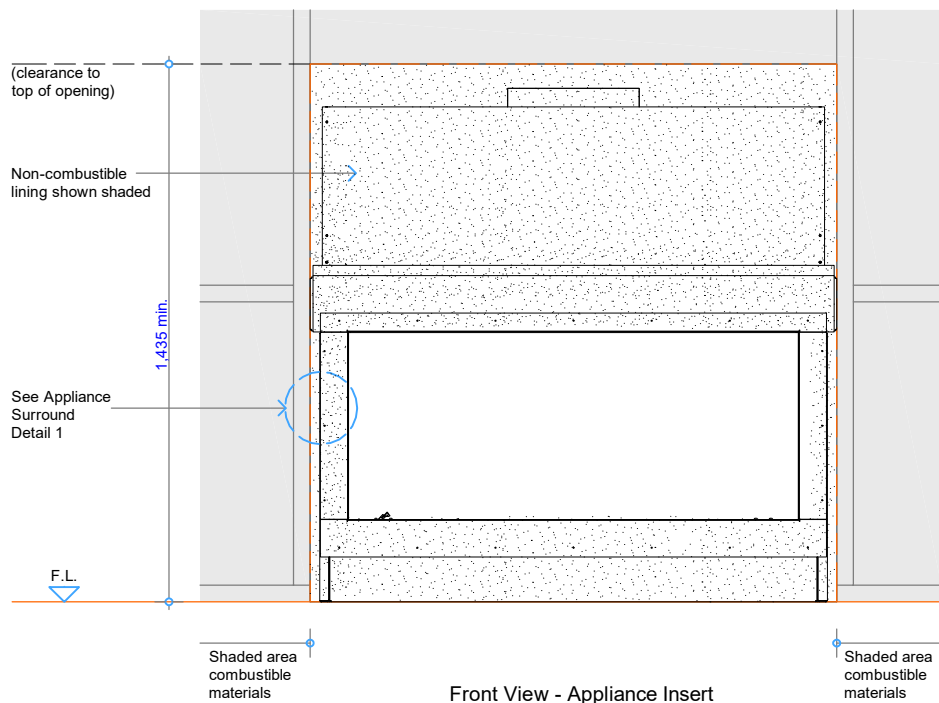 (clearance to
top of opening)
Non-combustible
lining shown shaded
1,435 min.
See Appliance
Surround
Detail 1
F.L.
Shaded area
combustible
materials
Shaded area
combustible
materials
Front View - Appliance Insert